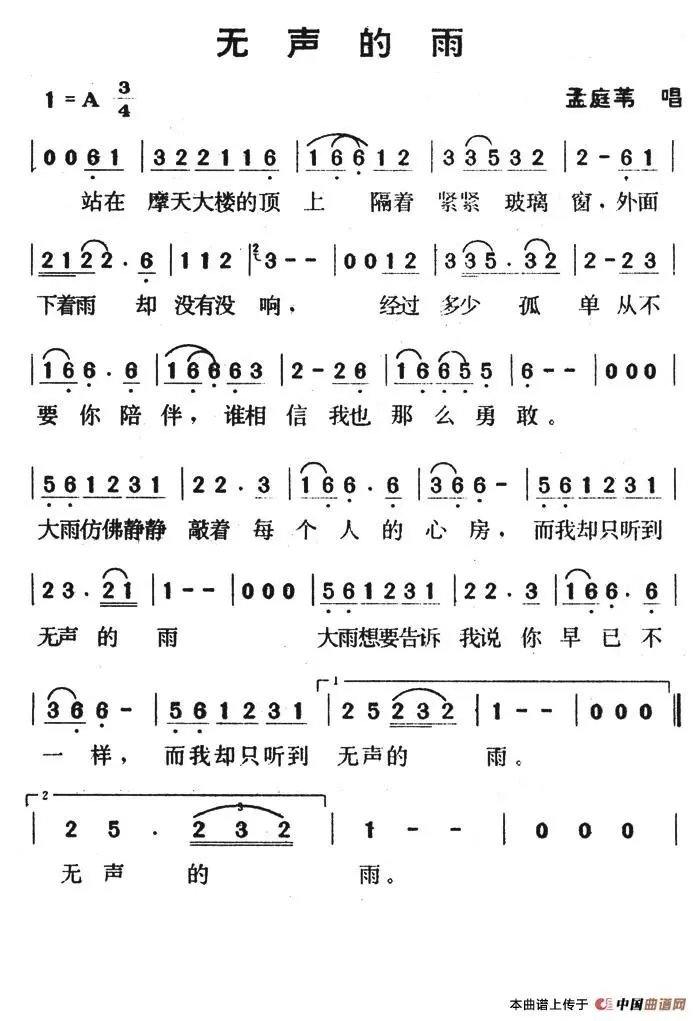 无声的雨
1=A 3/4 孟庭苇 唱
| 0 0 6 1 | 3 2 2 1 1 1 6 | 1 6 6 1 2 | 3 3 5 3 2 | 2 - 6 1 |
站在 摩天大楼的顶 上 隔着 紧紧 玻璃 窗，外面
| 2 1 2 2 . 6 | 1 1 2 | 2 3 - - | 0 0 1 2 | 3 3 5 . 3 2 | 2 - 2 3 |
下着雨 却 没有没 响， 经过 多少 孤 单 从不
| 1 6 6 . 6 | 1 6 6 6 3 | 2 - 2 6 | 1 6 6 5 5 | 6 - - | 0 0 0 |
要 你 陪 伴，谁相 信 我也 那 么 勇 敢。
| 5 6 1 2 3 1 | 2 2 . 3 | 1 6 6 . 6 | 3 6 6 - | 5 6 1 2 3 1 |
大雨仿佛静静 敲着 每 个 人 的 心 房，而我却只听到
| 2 3 . 2 1 | 1 - - | 0 0 0 | 5 6 1 2 3 1 | 2 2 . 3 | 1 6 6 . 6 |
无声 的 雨 大雨想要告诉 我说 你 早 已 不
1
| 3 6 6 - | 5 6 1 2 3 1 | 2 5 2 3 2 | 1 - - | 0 0 0 ‖
一 样， 而我却只听到 无声的 雨。
2
| 2 5 . 2 3 2 | 1 - - | 0 0 0 |
3
无 声 的 雨。
本曲谱上传于 中国曲谱网